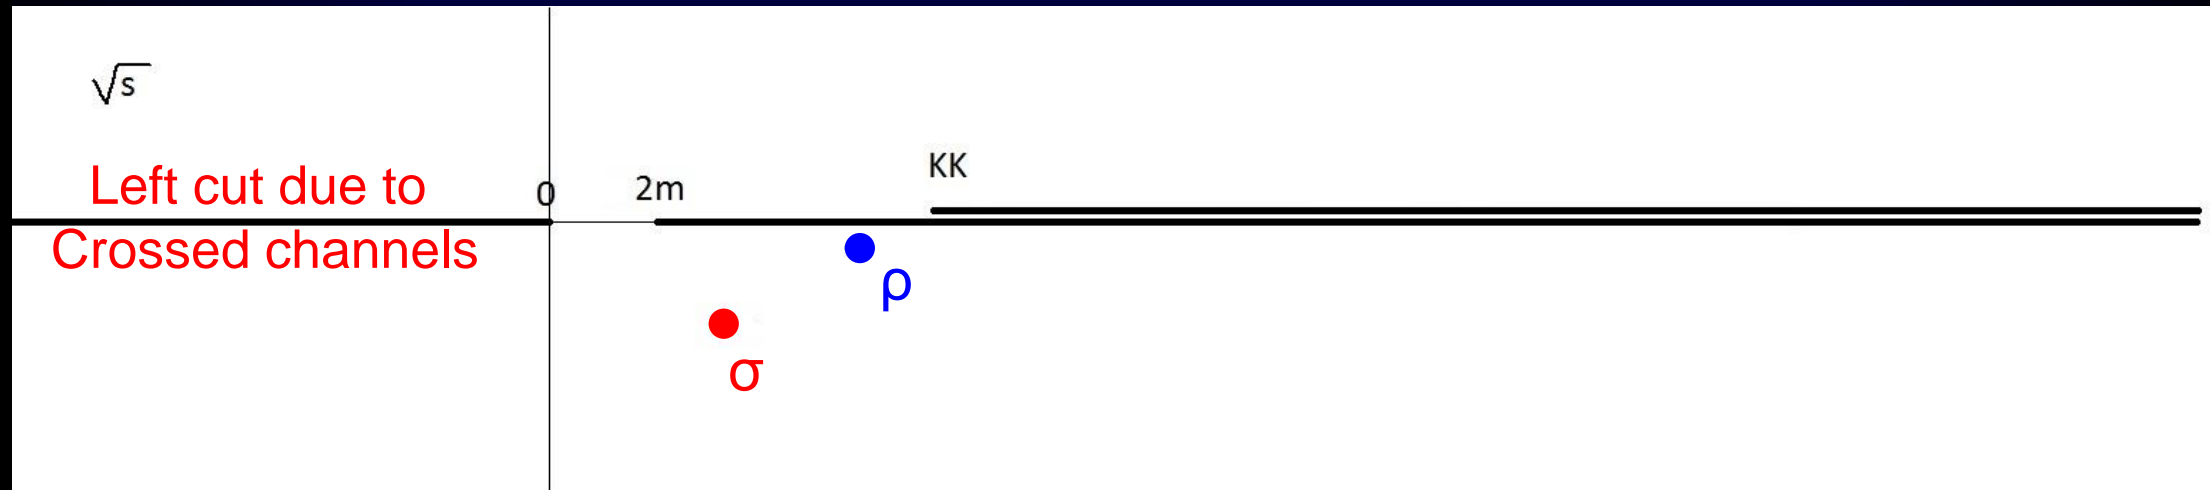 √s
KK
Left cut due to
0
2m
Crossed channels
ρ
σ